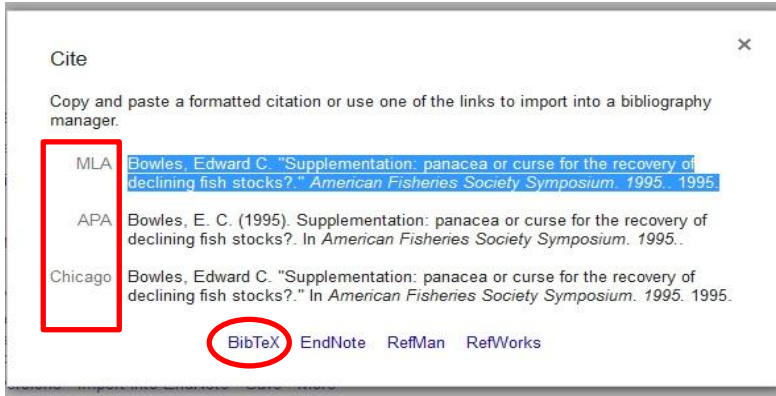 Cite
×
Copy and paste a formatted citation or use one of the links to import into a bibliography
manager.
MLA Bowles, Edward C. "Supplementation: panacea or curse for the recovery of
declining fish stocks?." American Fisheries Society Symposium. 1995.. 1995.
APA Bowles, E. C. (1995). Supplementation: panacea or curse for the recovery of
declining fish stocks?. In American Fisheries Society Symposium. 1995..
Chicago Bowles, Edward C. "Supplementation: panacea or curse for the recovery of
declining fish stocks?." In American Fisheries Society Symposium. 1995. 1995.
BibTeX EndNote RefMan RefWorks